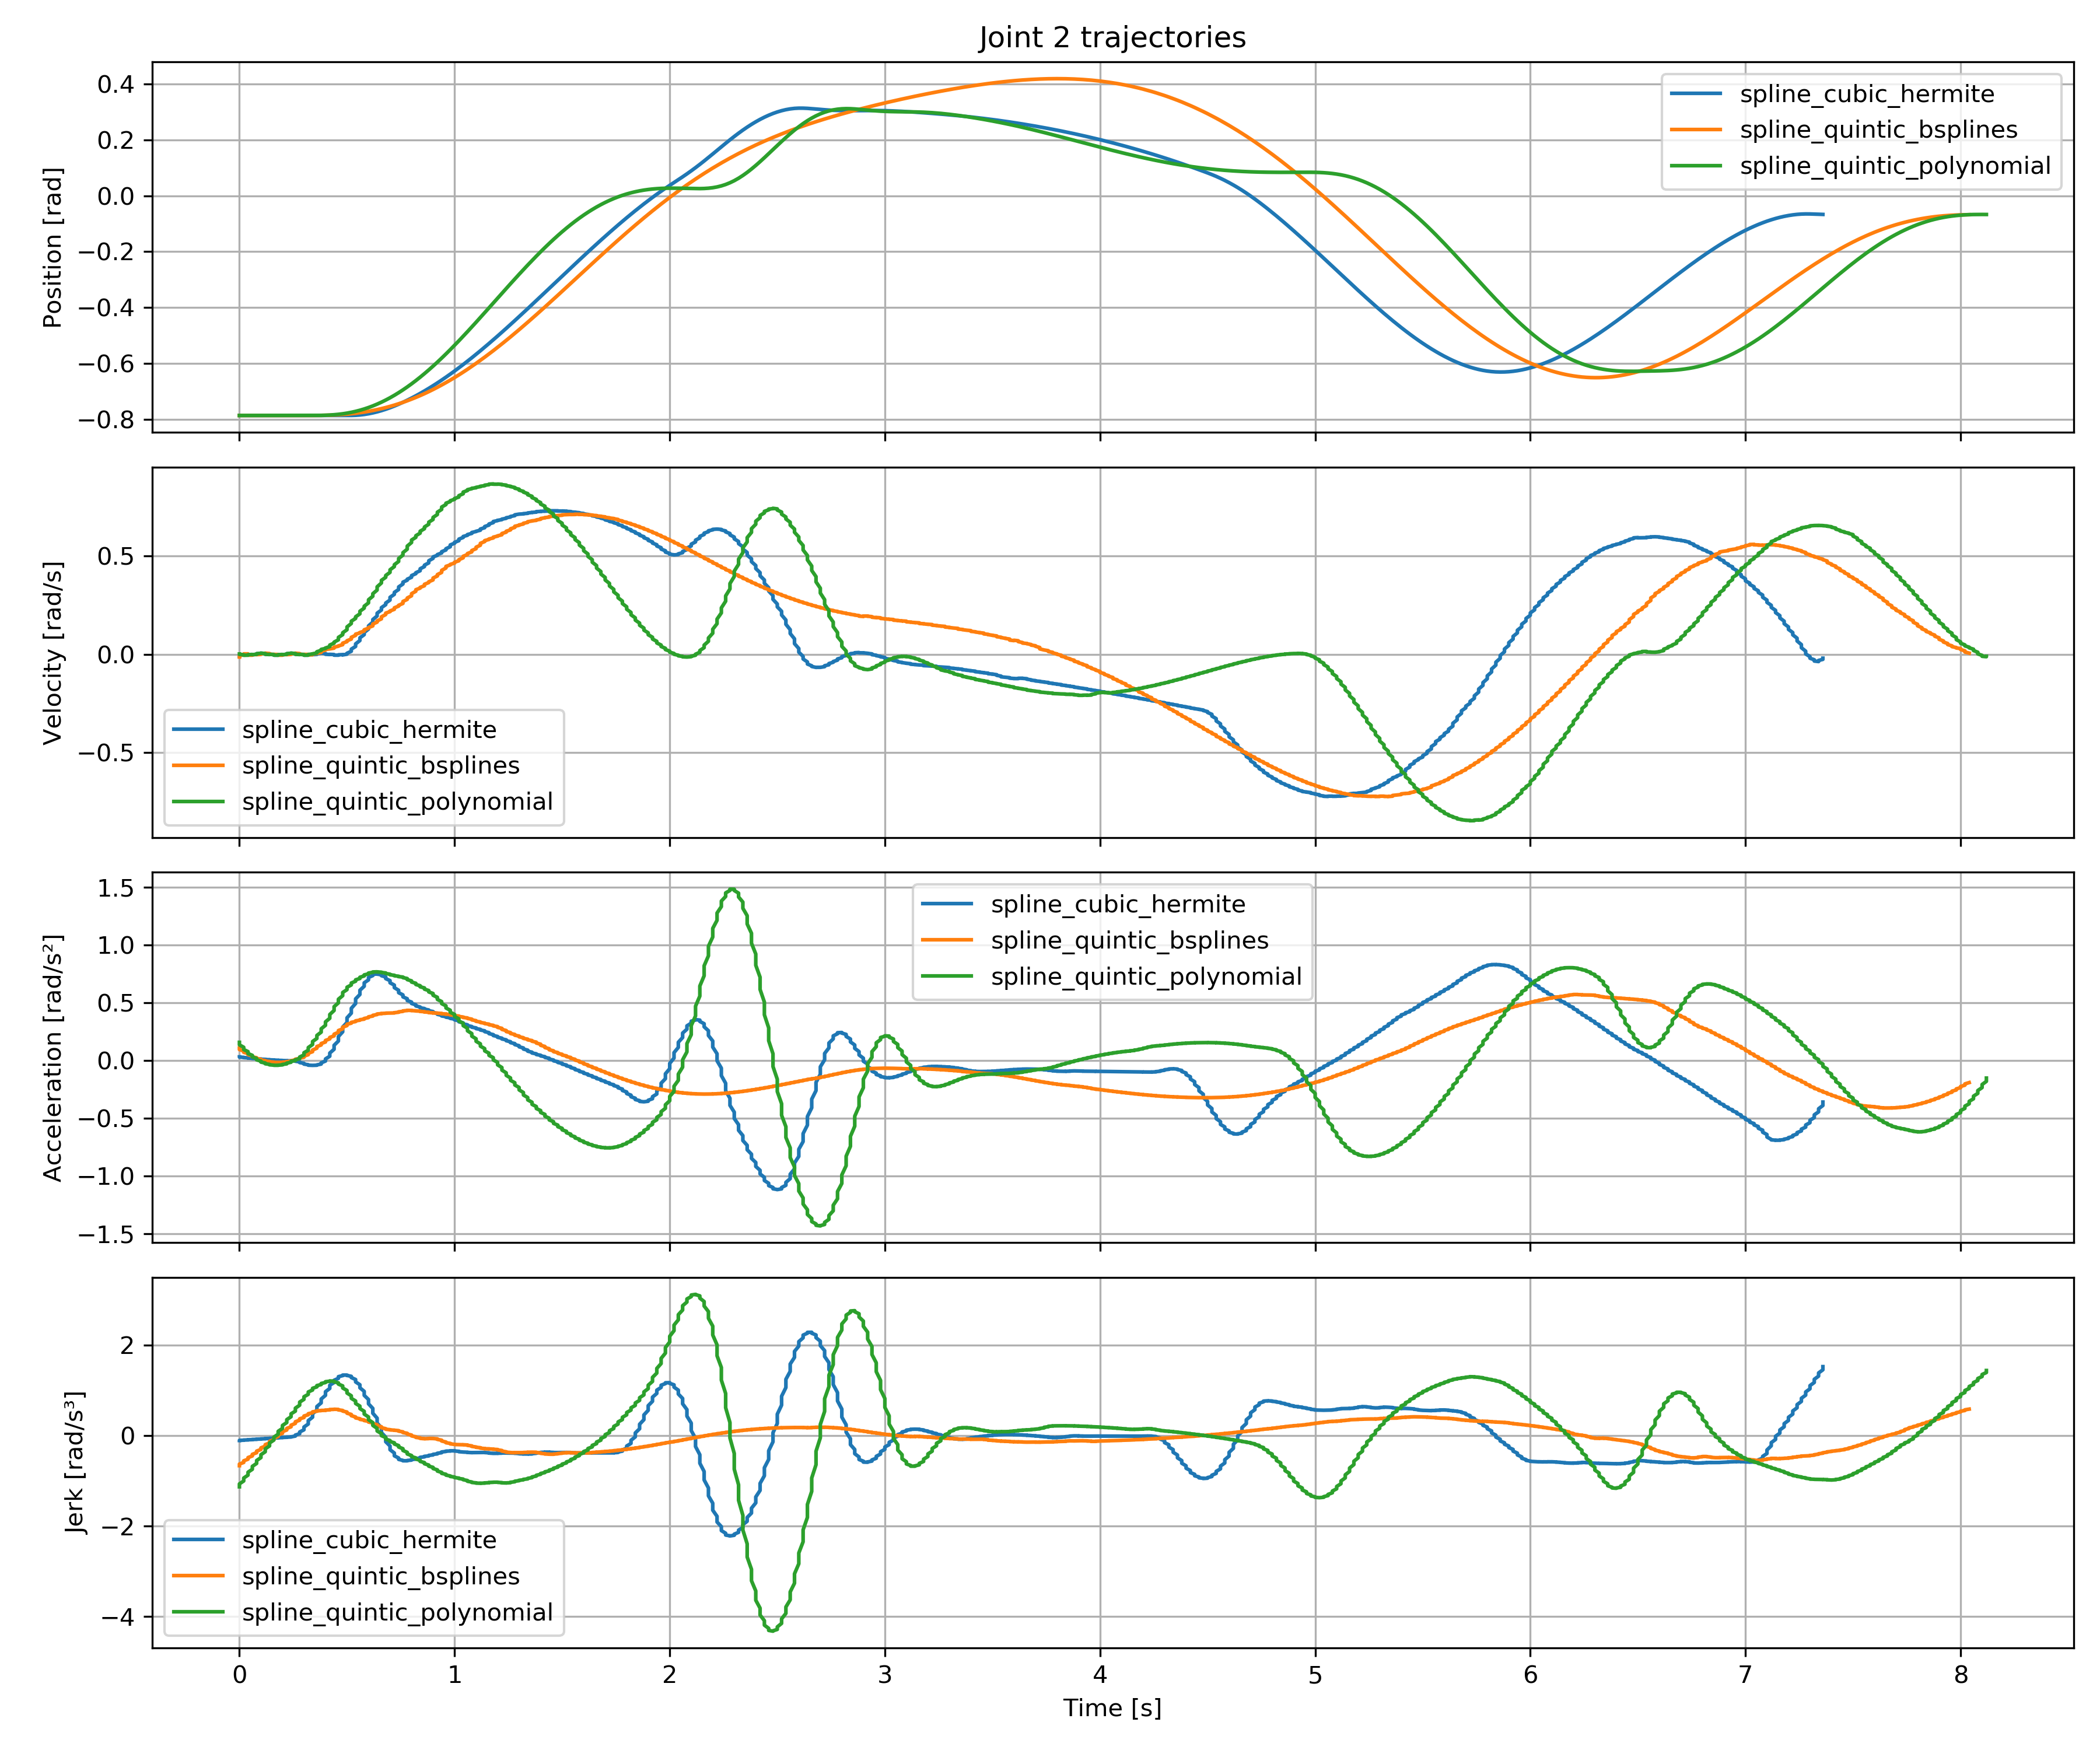 Joint 2 trajectories
0.4
0.2
0.0
−0.2
−0.4
−0.6
−0.8
Position [rad]
spline_cubic_hermite
spline_quintic_bsplines
spline_quintic_polynomial
0.5
0.0
−0.5
Velocity [rad/s]
spline_cubic_hermite
spline_quintic_bsplines
spline_quintic_polynomial
1.5
1.0
0.5
0.0
−0.5
−1.0
−1.5
Acceleration [rad/s²]
spline_cubic_hermite
spline_quintic_bsplines
spline_quintic_polynomial
2
0
−2
−4
Jerk [rad/s³]
spline_cubic_hermite
spline_quintic_bsplines
spline_quintic_polynomial
0 1 2 3 4 5 6 7 8
Time [s]